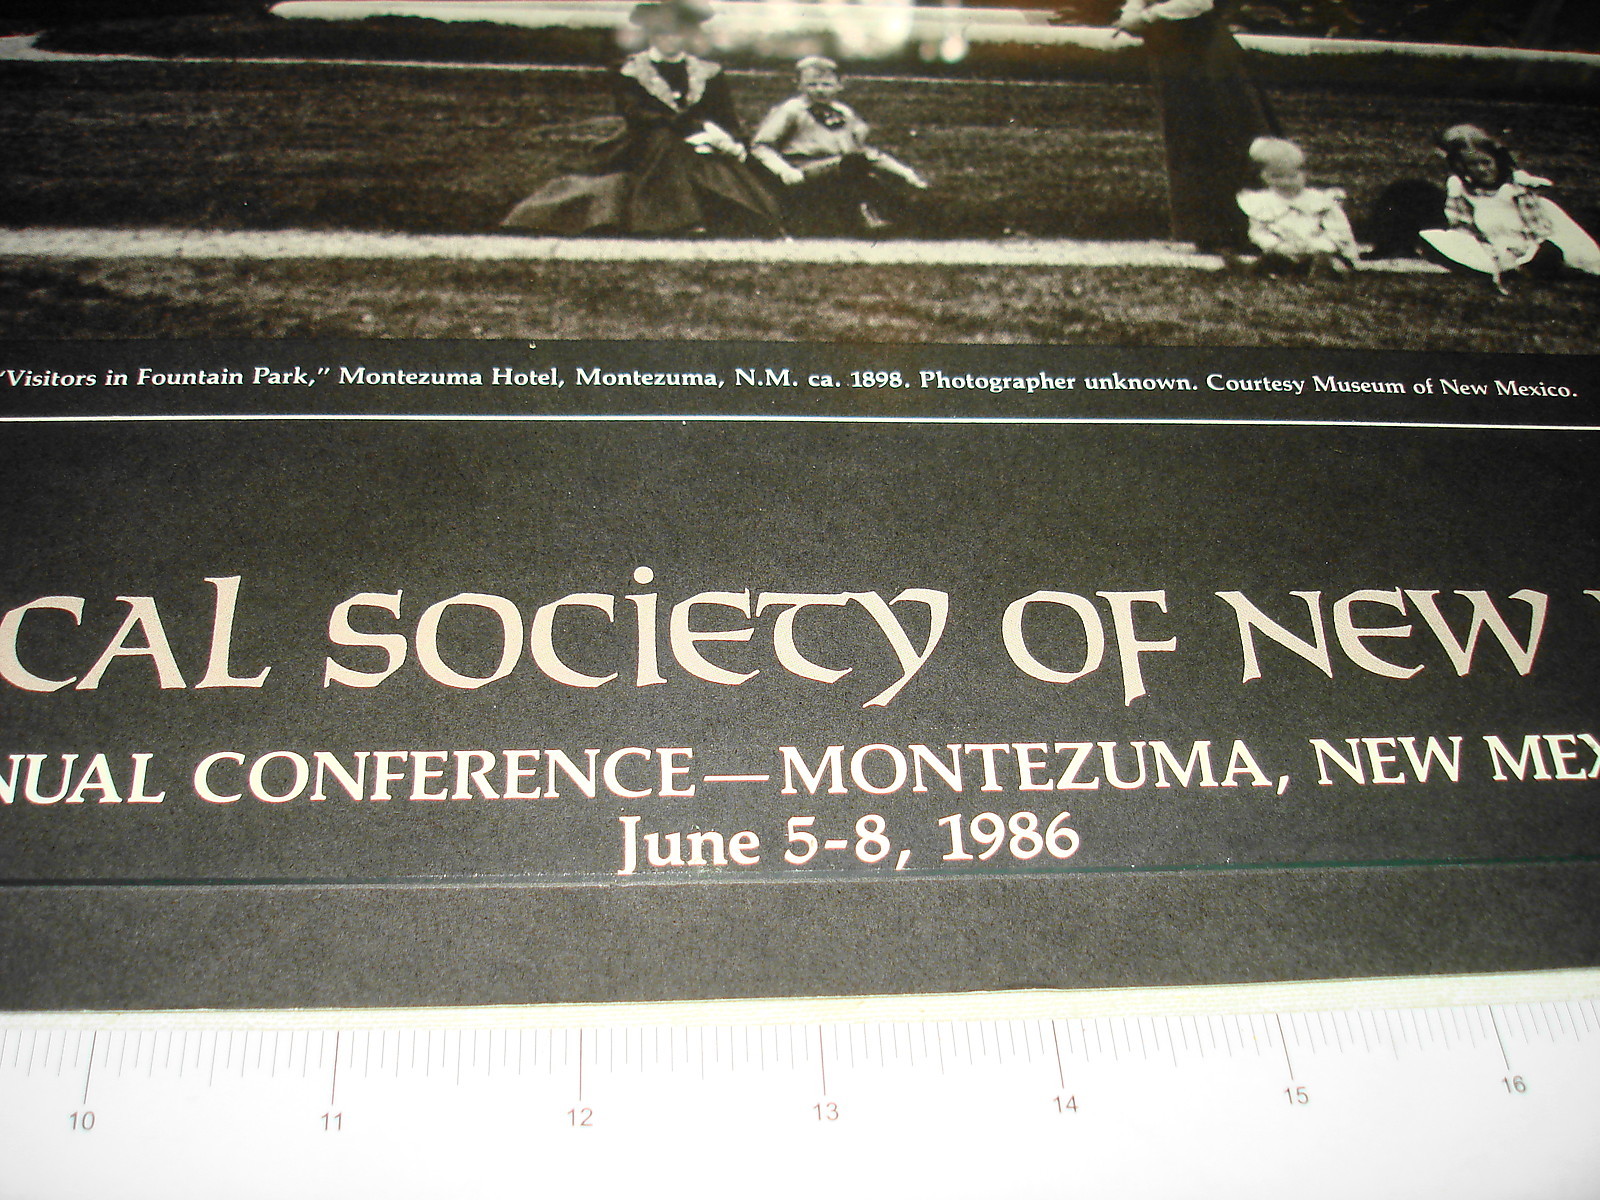 "Visitors in Fountain Park," Montezuma Hotel, Montezuma, N.M. ca. 1898. Photographer unknown. Courtesy Museum of New Mexico.
CAL SOCiETY OF NEW
NUAL CONFERENCE—MONTEZUMA, NEW MEX
June 5-8, 1986
10 11 12 13 14 15 16